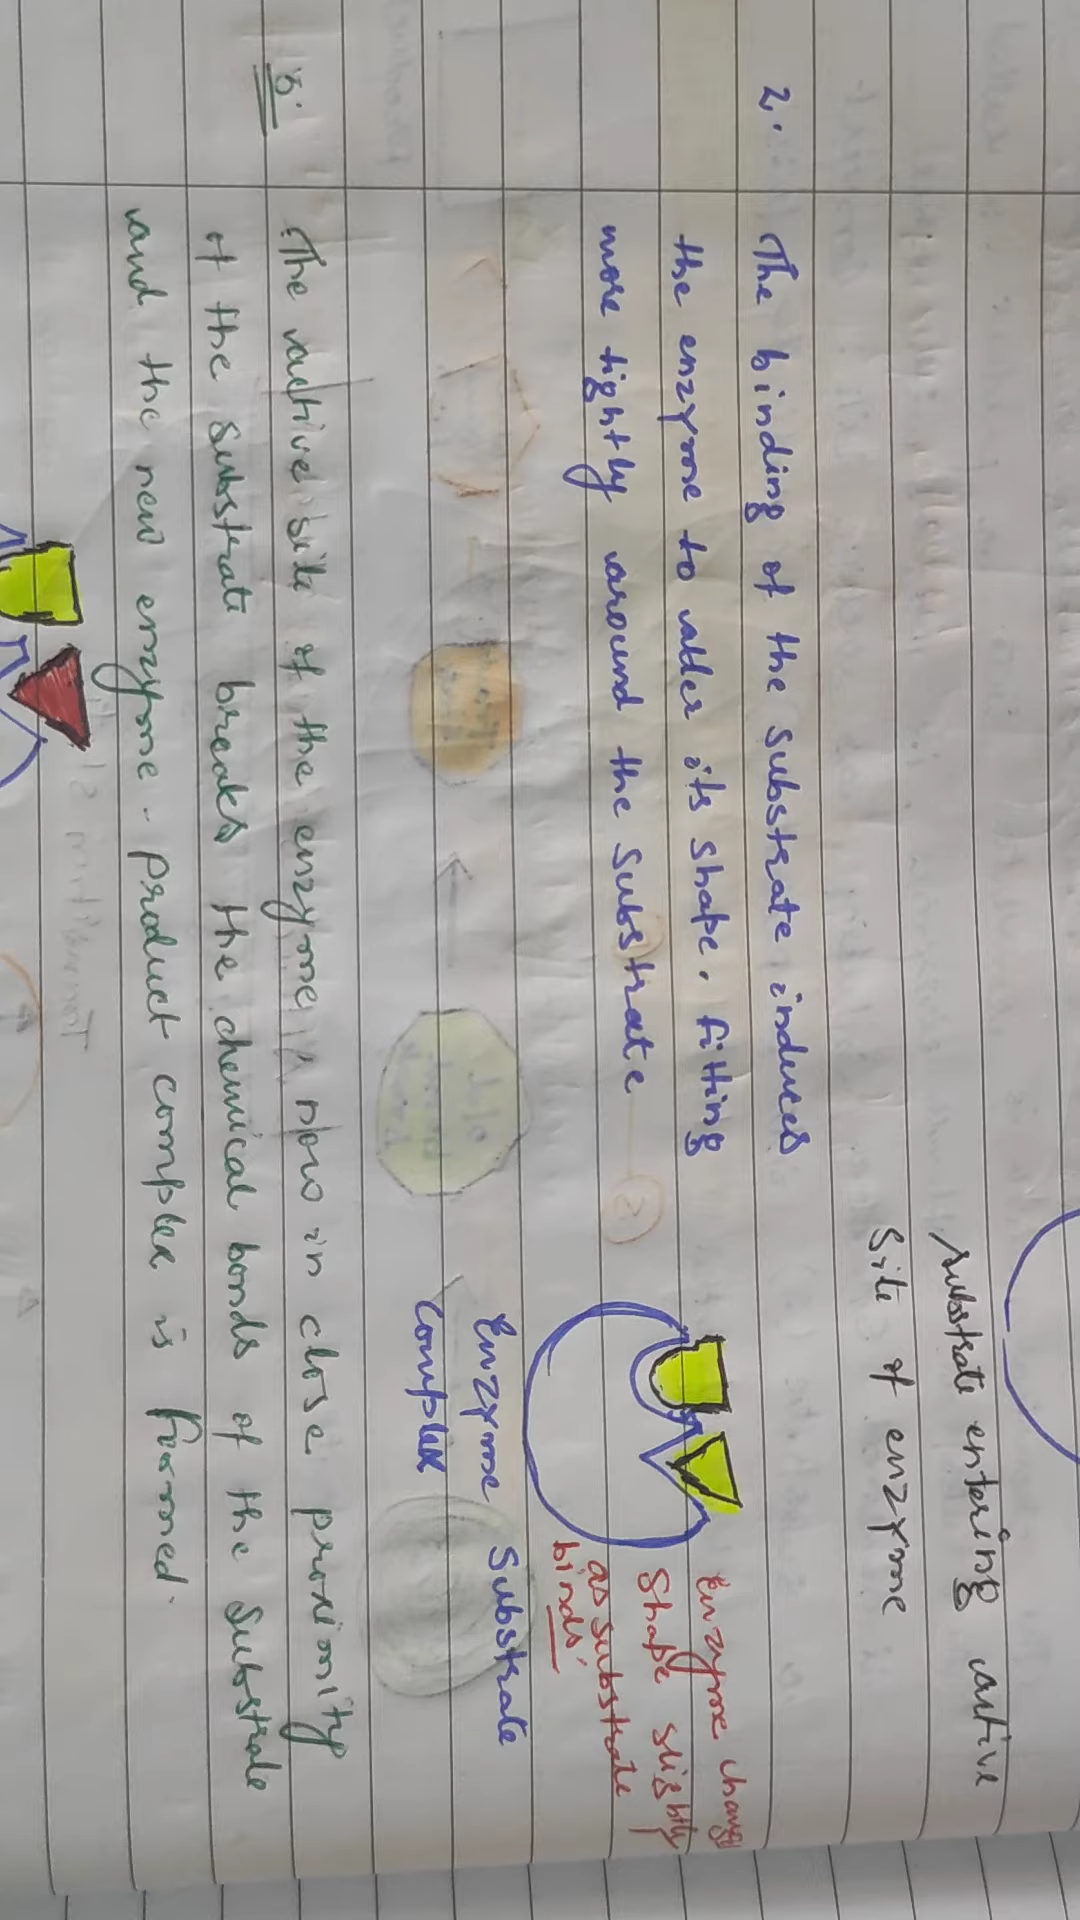 substrate entering active
site of enzyme
2. The binding of the substrate induces
the enzyme to alter its shape. fitting
more tightly around the substrate
Enzyme change
shape slightly
as substrate
binds.
Enzyme Substrate
Complex
3. The active site of the enzyme, now in close proximity
of the substrate breaks the chemical bonds of the substrate
and the new enzyme - product complex is formed.